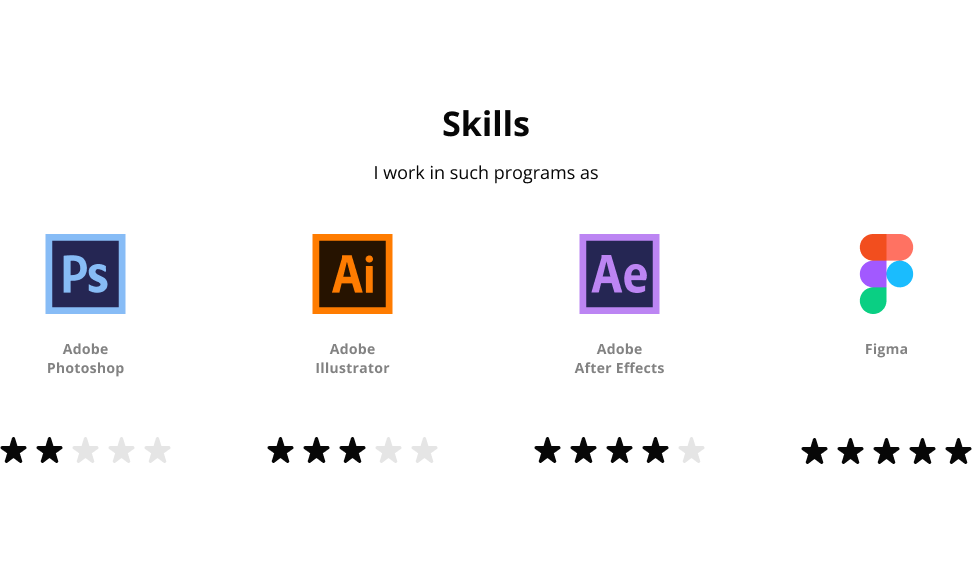 Skills
I work in such programs as
Ps
Ai
Ae
Adobe
Photoshop
Adobe
Illustrator
Adobe
After Effects
Figma